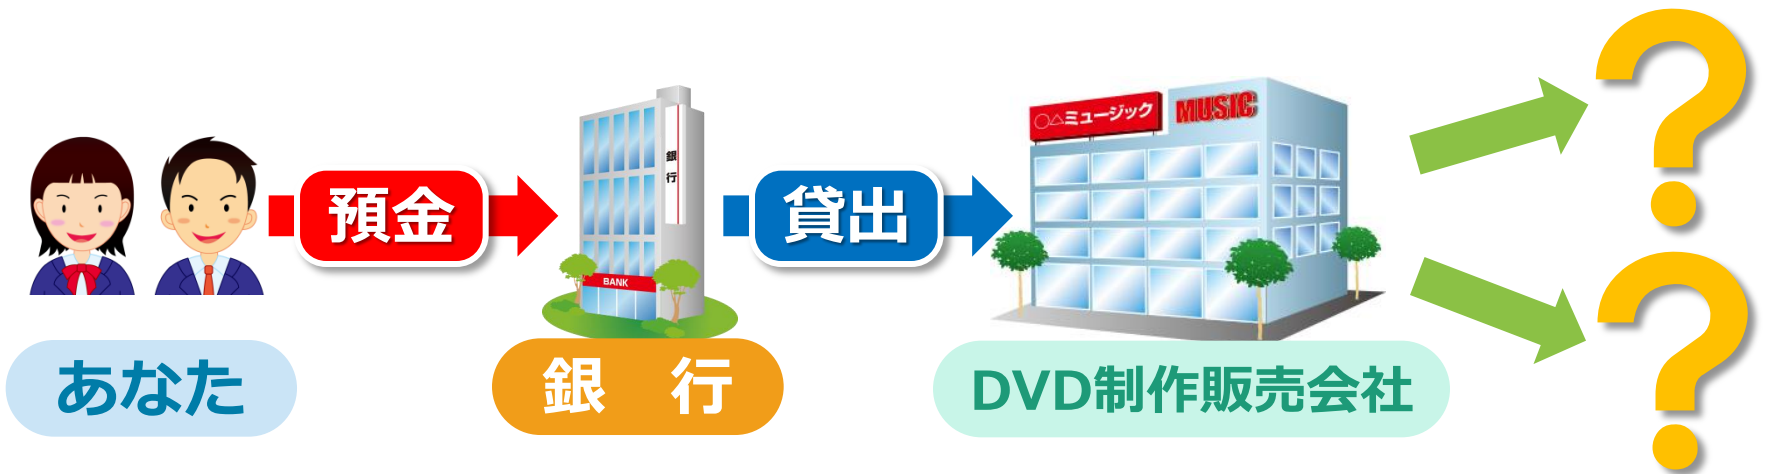 ○△ミュージック
MUSIC
銀行
BANK
預金
貸出
あなた
銀 行
DVD制作販売会社
?
?